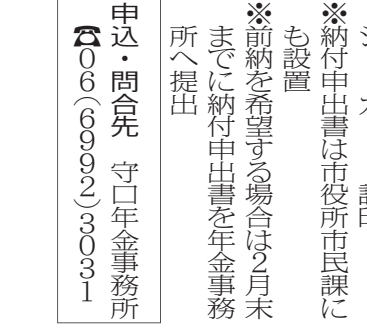 ※納付申出書は市役所市民課に
も設置
※前納を希望する場合は2月末
までに納付申出書を年金事務
所へ提出
申込・問合先 守口年金事務所
☎06(6992)3031